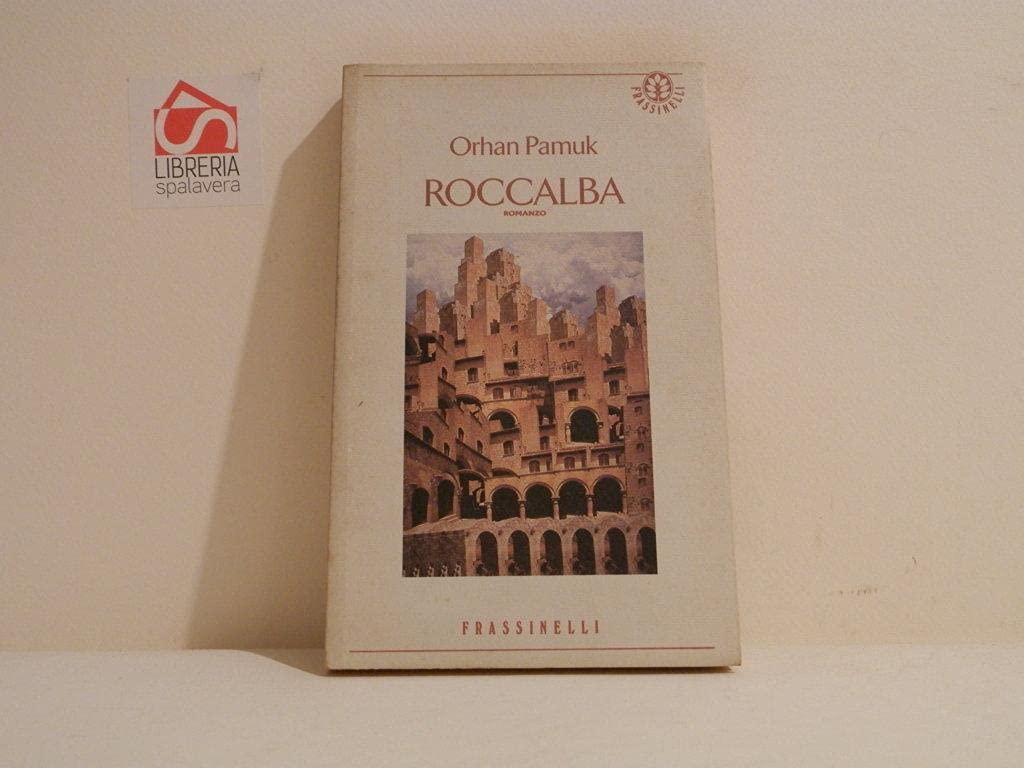 LIBRERIA
spalavera
FRASSINELLI
Orhan Pamuk
ROCCALBA
ROMANZO
FRASSINELLI